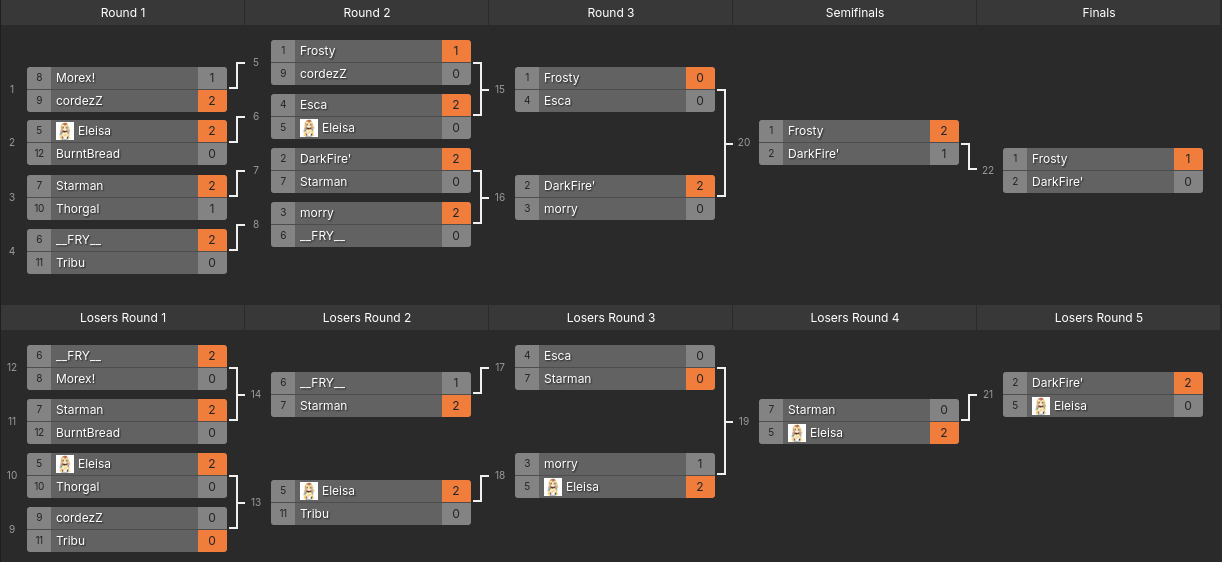 Round 1 Round 2 Round 3 Semifinals Finals
1
8 Morex! 1
9 cordezZ 2
2
5 Eleisa 2
12 BurntBread 0
3
7 Starman 2
10 Thorgal 1
4
6 __FRY__ 2
11 Tribu 0
5
1 Frosty 1
9 cordezZ 0
6
4 Esca 2
5 Eleisa 0
7
2 DarkFire' 2
7 Starman 0
8
3 morry 2
6 __FRY__ 0
15
1 Frosty 0
4 Esca 0
16
2 DarkFire' 2
3 morry 0
20
1 Frosty 2
2 DarkFire' 1
22
1 Frosty 1
2 DarkFire' 0
Losers Round 1 Losers Round 2 Losers Round 3 Losers Round 4 Losers Round 5
12
6 __FRY__ 2
8 Morex! 0
11
7 Starman 2
12 BurntBread 0
10
5 Eleisa 2
10 Thorgal 0
9
9 cordezZ 0
11 Tribu 0
14
6 __FRY__ 1
7 Starman 2
13
5 Eleisa 2
11 Tribu 0
17
4 Esca 0
7 Starman 0
18
3 morry 1
5 Eleisa 2
19
7 Starman 0
5 Eleisa 2
21
2 DarkFire' 2
5 Eleisa 0